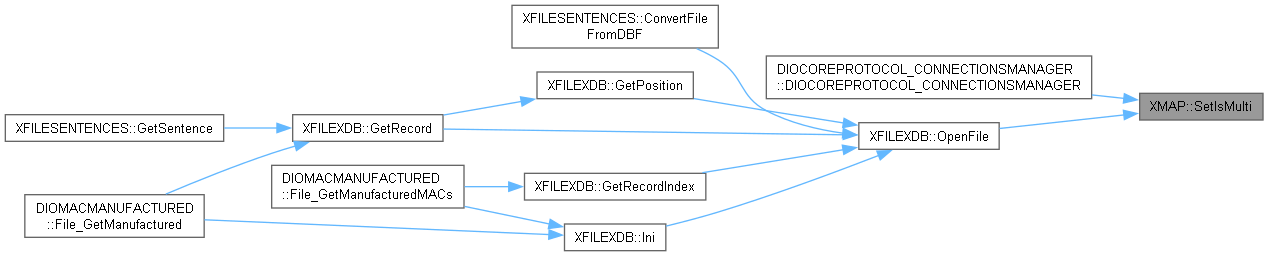 XFILESENTENCES::ConvertFile
FromDBF
DIOCOREPROTOCOL_CONNECTIONSMANAGER
::DIOCOREPROTOCOL_CONNECTIONSMANAGER
XFILEXDB::GetPosition
XMAP::SetIsMulti
XFILESENTENCES::GetSentence
XFILEXDB::GetRecord
XFILEXDB::OpenFile
DIOMACMANUFACTURED
::File_GetManufacturedMACs
XFILEXDB::GetRecordIndex
DIOMACMANUFACTURED
::File_GetManufactured
XFILEXDB::Ini